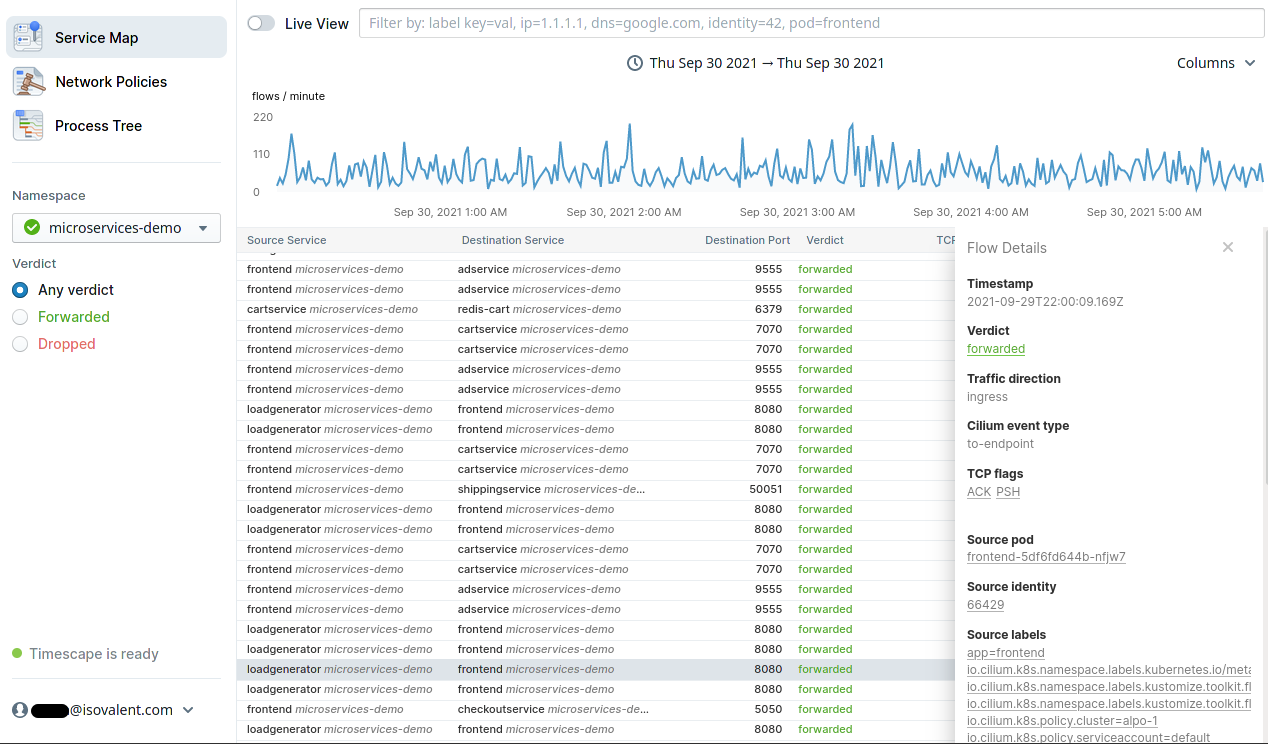 Service Map
Network Policies
Process Tree
Namespace
microservices-demo
Verdict
Any verdict
Forwarded
Dropped
Timescape is ready
@isovalent.com
Live View
Filter by: label key=val, ip=1.1.1.1, dns=google.com, identity=42, pod=frontend
Thu Sep 30 2021 → Thu Sep 30 2021
Columns
flows / minute
220
110
0
Sep 30, 2021 1:00 AM Sep 30, 2021 2:00 AM Sep 30, 2021 3:00 AM Sep 30, 2021 4:00 AM Sep 30, 2021 5:00 AM
Source Service Destination Service Destination Port Verdict TCP
frontend microservices-demo adservice microservices-demo 9555 forwarded
frontend microservices-demo adservice microservices-demo 9555 forwarded
cartservice microservices-demo redis-cart microservices-demo 6379 forwarded
frontend microservices-demo cartservice microservices-demo 7070 forwarded
frontend microservices-demo cartservice microservices-demo 7070 forwarded
frontend microservices-demo adservice microservices-demo 9555 forwarded
frontend microservices-demo adservice microservices-demo 9555 forwarded
loadgenerator microservices-demo frontend microservices-demo 8080 forwarded
loadgenerator microservices-demo frontend microservices-demo 8080 forwarded
frontend microservices-demo cartservice microservices-demo 7070 forwarded
frontend microservices-demo cartservice microservices-demo 7070 forwarded
frontend microservices-demo shippingservice microservices-de... 50051 forwarded
loadgenerator microservices-demo frontend microservices-demo 8080 forwarded
loadgenerator microservices-demo frontend microservices-demo 8080 forwarded
frontend microservices-demo cartservice microservices-demo 7070 forwarded
frontend microservices-demo cartservice microservices-demo 7070 forwarded
frontend microservices-demo adservice microservices-demo 9555 forwarded
frontend microservices-demo adservice microservices-demo 9555 forwarded
loadgenerator microservices-demo frontend microservices-demo 8080 forwarded
loadgenerator microservices-demo frontend microservices-demo 8080 forwarded
loadgenerator microservices-demo frontend microservices-demo 8080 forwarded
loadgenerator microservices-demo frontend microservices-demo 8080 forwarded
frontend microservices-demo checkoutservice microservices-de... 5050 forwarded
loadgenerator microservices-demo frontend microservices-demo 8080 forwarded
Flow Details
Timestamp
2021-09-29T22:00:09.169Z
Verdict
forwarded
Traffic direction
ingress
Cilium event type
to-endpoint
TCP flags
ACK PSH
Source pod
frontend-5df6fd644b-nfjw7
Source identity
66429
Source labels
app=frontend
io.cilium.k8s.namespace.labels.kubernetes.io/meta
io.cilium.k8s.namespace.labels.kustomize.toolkit.fl
io.cilium.k8s.namespace.labels.kustomize.toolkit.fl
io.cilium.k8s.policy.cluster=alpo-1
io.cilium.k8s.policy.serviceaccount=default